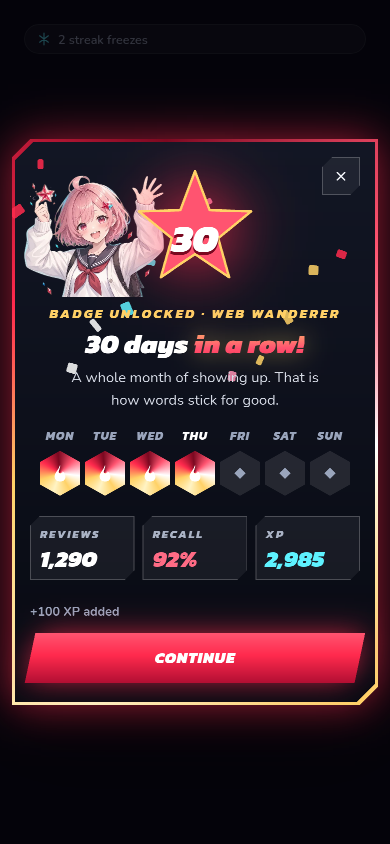 2 streak freezes
30
BADGE UNLOCKED · WEB WANDERER
30 days in a row!
A whole month of showing up. That is
how words stick for good.
MON TUE WED THU FRI SAT SUN
REVIEWS RECALL XP
1,290 92% 2,985
+100 XP added
CONTINUE